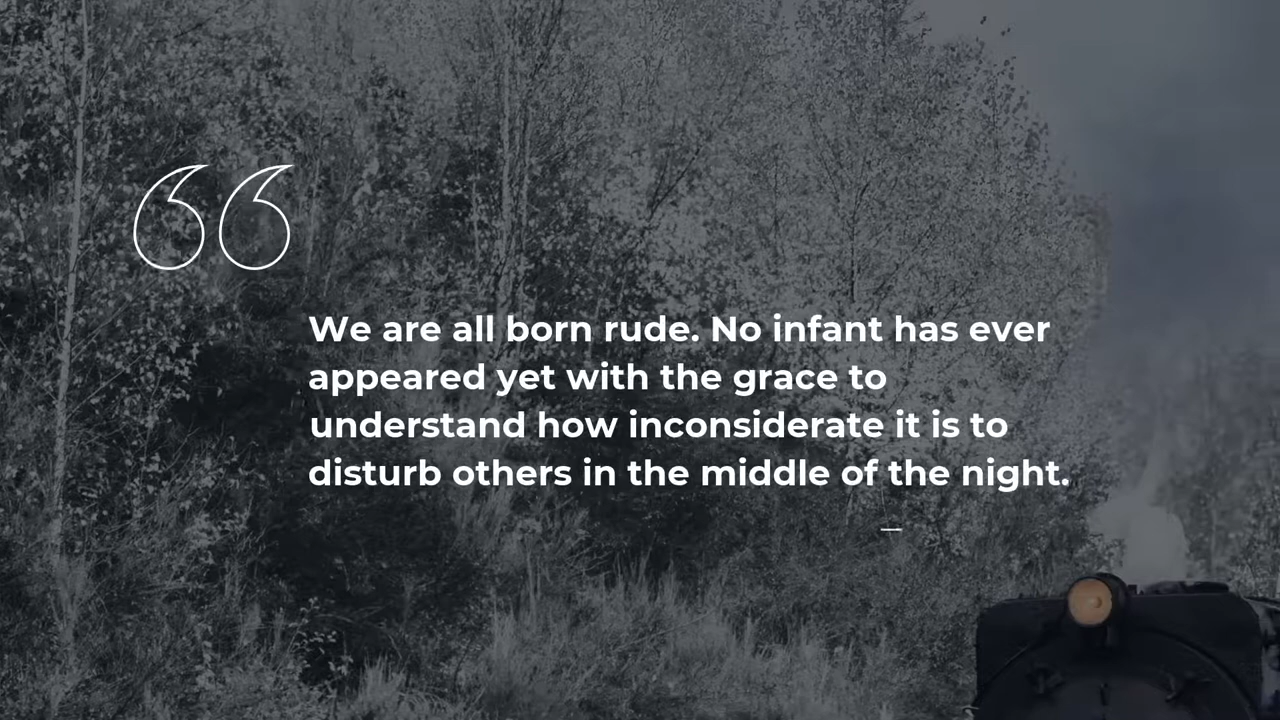 “
We are all born rude. No infant has ever
appeared yet with the grace to
understand how inconsiderate it is to
disturb others in the middle of the night.
—